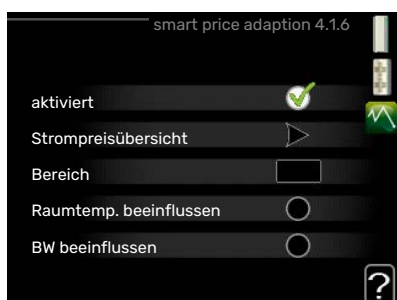 smart price adaption 4.1.6
aktiviert
Strompreisübersicht
Bereich
Raumtemp. beeinflussen
BW beeinflussen
?